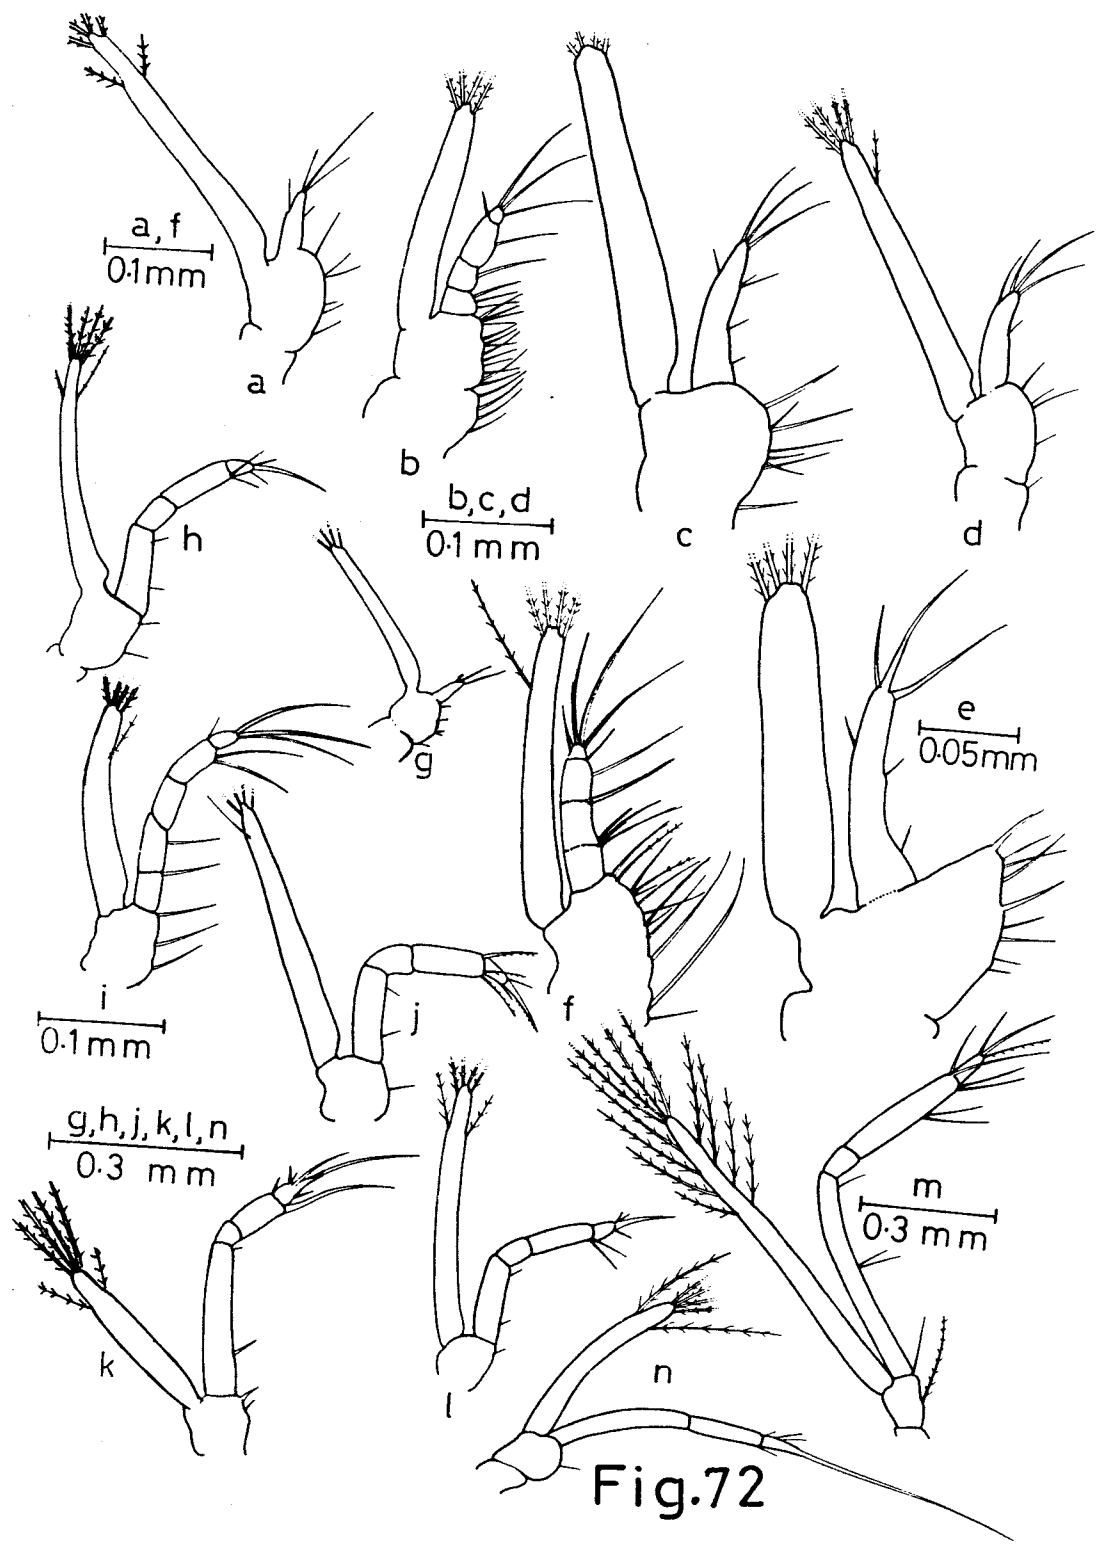 a, f
0.1mm
a
b
b, c, d
0.1 mm
c
d
h
g
e
0.05mm
i
0.1mm
j
f
g, h, j, k, l, n
0.3 mm
m
0.3 mm
k
l
n
Fig.72